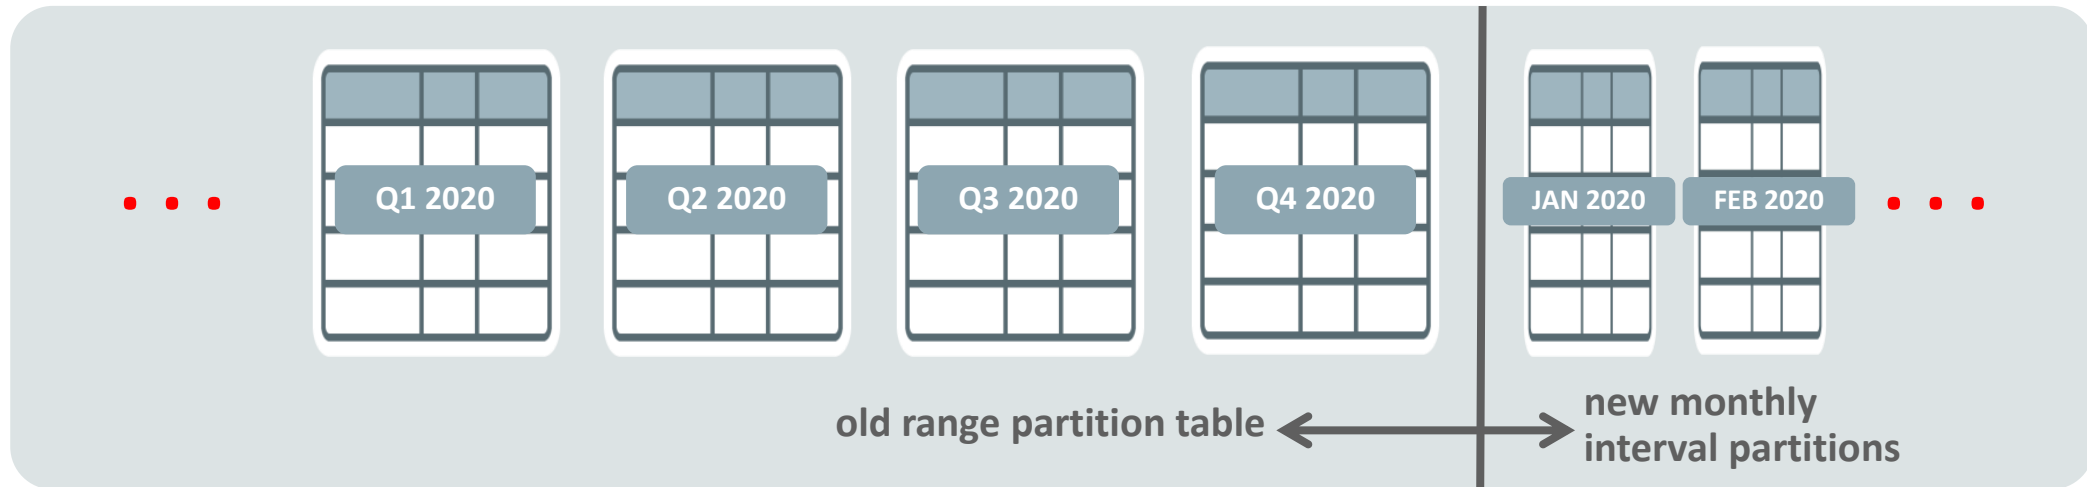 Q1 2020
Q2 2020
Q3 2020
Q4 2020
JAN 2020
FEB 2020
old range partition table
new monthly
interval partitions